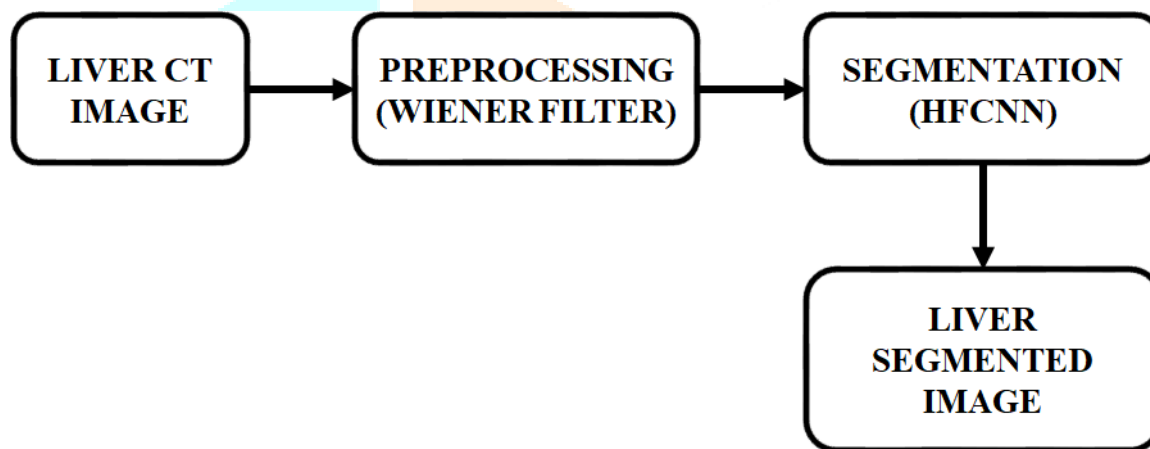 LIVER CT
IMAGE
PREPROCESSING
(WIENER FILTER)
SEGMENTATION
(HFCNN)
LIVER
SEGMENTED
IMAGE